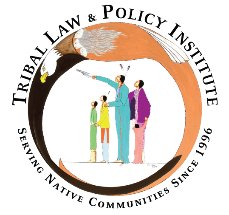 TRIBAL LAW & POLICY INSTITUTE
SERVING NATIVE COMMUNITIES SINCE 1996